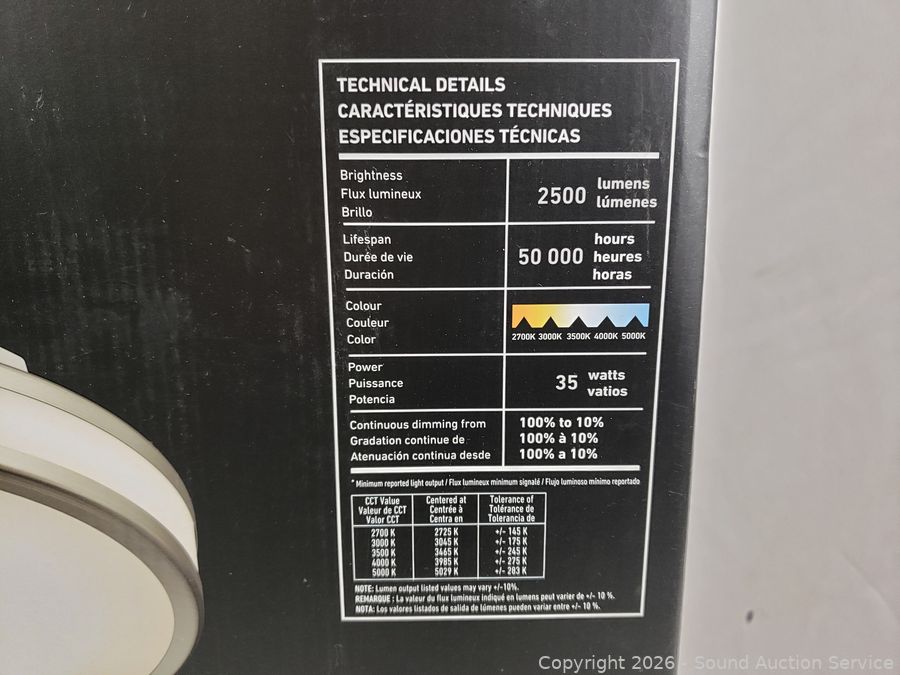 TECHNICAL DETAILS
CARACTÉRISTIQUES TECHNIQUES
ESPECIFICACIONES TÉCNICAS
Brightness
Flux lumineux
Brillo
2500 lumens
lúmenes
Lifespan
Durée de vie
Duración
50 000 hours
heures
horas
Colour
Couleur
Color
2700K 3000K 3500K 4000K 5000K
Power
Puissance
Potencia
35 watts
vatios
Continuous dimming from
Gradation continue de
Atenuación continua desde
100% to 10%
100% à 10%
100% a 10%
* Minimum reported light output / Flux lumineux minimum signalé / Flujo luminoso mínimo reportado
CCT Value
Valeur de CCT
Valor CCT
Centered at
Centrée à
Centra en
Tolerance of
Tolérance de
Tolerancia de
2700 K 2725 K +/- 145 K
3000 K 3045 K +/- 175 K
3500 K 3465 K +/- 245 K
4000 K 3985 K +/- 275 K
5000 K 5029 K +/- 283 K
NOTE: Lumen output listed values may vary +/-10%.
REMARQUE : La valeur du flux lumineux indiqué en lumens peut varier de +/- 10 %.
NOTA: Los valores listados de salida de lúmenes pueden variar entre +/- 10 %.
Copyright 2026 - Sound Auction Service